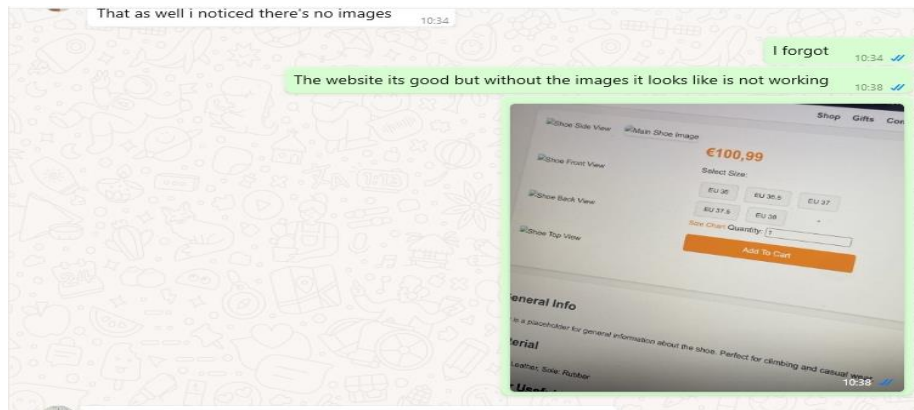 That as well i noticed there's no images
10:34
I forgot
10:34
The website its good but without the images it looks like is not working
10:38
Shop Gifts Con
Shoe Side View Main Shoe Image
€100,99
Select Size:
Shoe Front View
EU 36 EU 36.5 EU 37
Shoe Back View
EU 37.5 EU 38
Size Chart Quantity: 1
Shoe Top View
Add To Cart
eneral Info
is a placeholder for general information about the shoe. Perfect for climbing and casual wear.
erial
Leather, Sole: Rubber
10:38